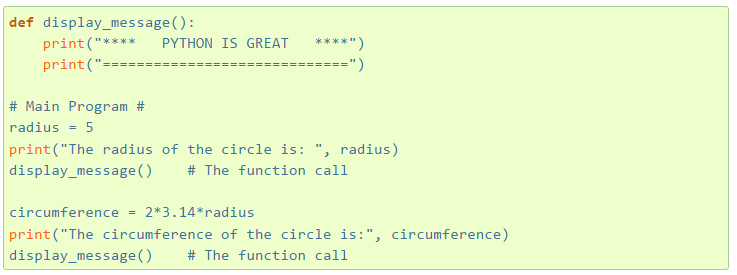 def display_message():
    print("****   PYTHON IS GREAT   ****")
    print("=============================")

# Main Program #
radius = 5
print("The radius of the circle is: ", radius)
display_message()    # The function call

circumference = 2*3.14*radius
print("The circumference of the circle is:", circumference)
display_message()    # The function call